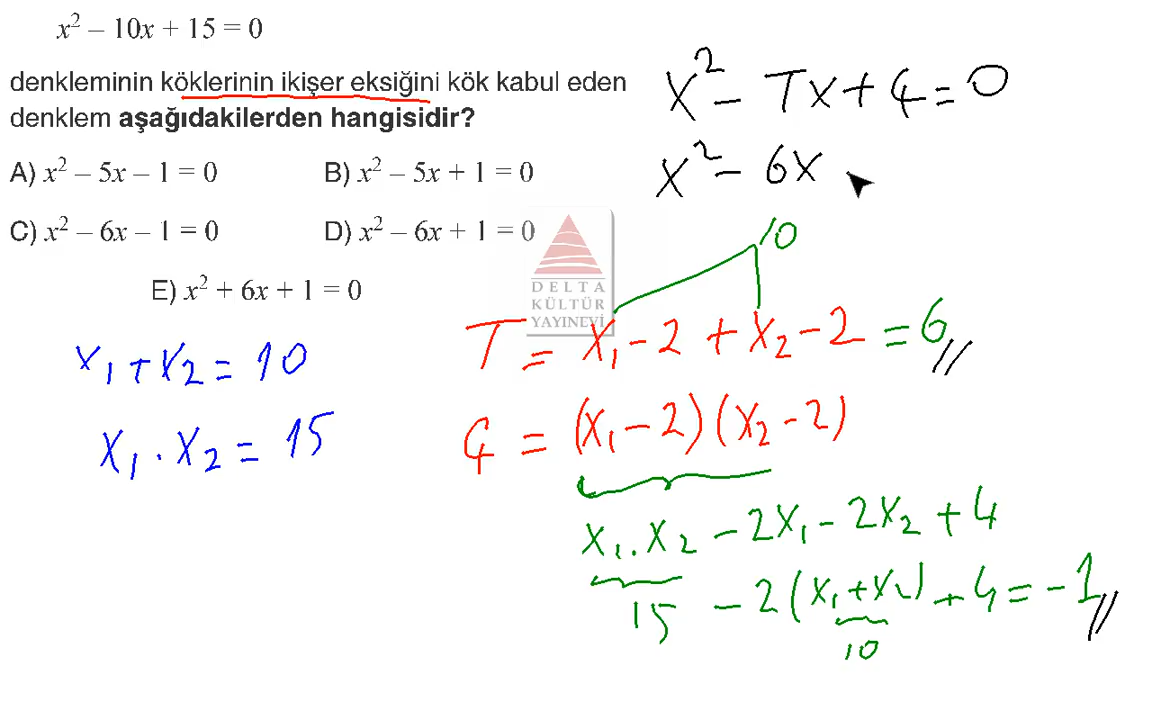 x² – 10x + 15 = 0
denkleminin köklerinin ikişer eksiğini kök kabul eden
denklem aşağıdakilerden hangisidir?
A) x² – 5x – 1 = 0
B) x² – 5x + 1 = 0
C) x² – 6x – 1 = 0
D) x² – 6x + 1 = 0
E) x² + 6x + 1 = 0
x² – Tx + Ç = 0
x² – 6x
DELTA
KÜLTÜR
YAYINEVİ
x₁ + x₂ = 10
x₁ . x₂ = 15
10
T = x₁ – 2 + x₂ – 2 = 6 //
Ç = (x₁ – 2)(x₂ – 2)
x₁ . x₂ – 2x₁ – 2x₂ + 4
15 – 2(x₁ + x₂) + 4 = – 1 //
10